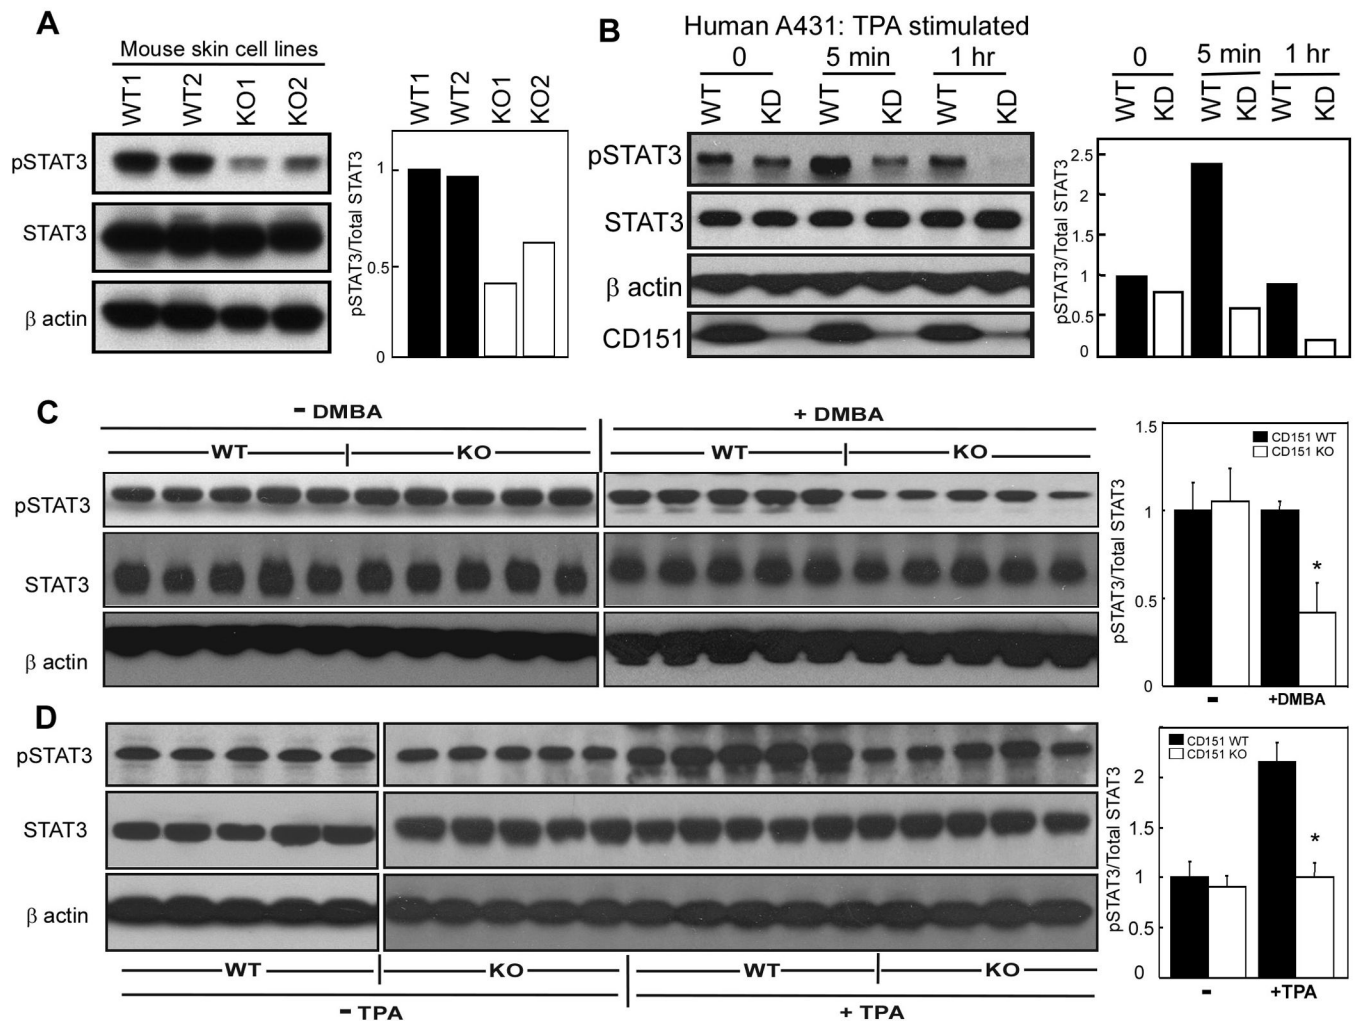 A
Mouse skin cell lines
WT1 WT2 KO1 KO2
pSTAT3
STAT3
β actin
WT1 WT2 KO1 KO2
pSTAT3/Total STAT3
1
0.5
0
B
Human A431: TPA stimulated
0 5 min 1 hr
WT KD WT KD WT KD
pSTAT3
STAT3
β actin
CD151
0 5 min 1 hr
WT KD WT KD WT KD
pSTAT3/Total STAT3
2.5
2
1.5
1
0.5
0
C
- DMBA + DMBA
WT KO WT KO
pSTAT3
STAT3
β actin
pSTAT3/Total STAT3
1.5
1
0.5
0
CD151 WT
CD151 KO
*
- +DMBA
D
pSTAT3
STAT3
β actin
WT KO WT KO
- TPA + TPA
pSTAT3/Total STAT3
2
1.5
1
0.5
0
CD151 WT
CD151 KO
*
- +TPA